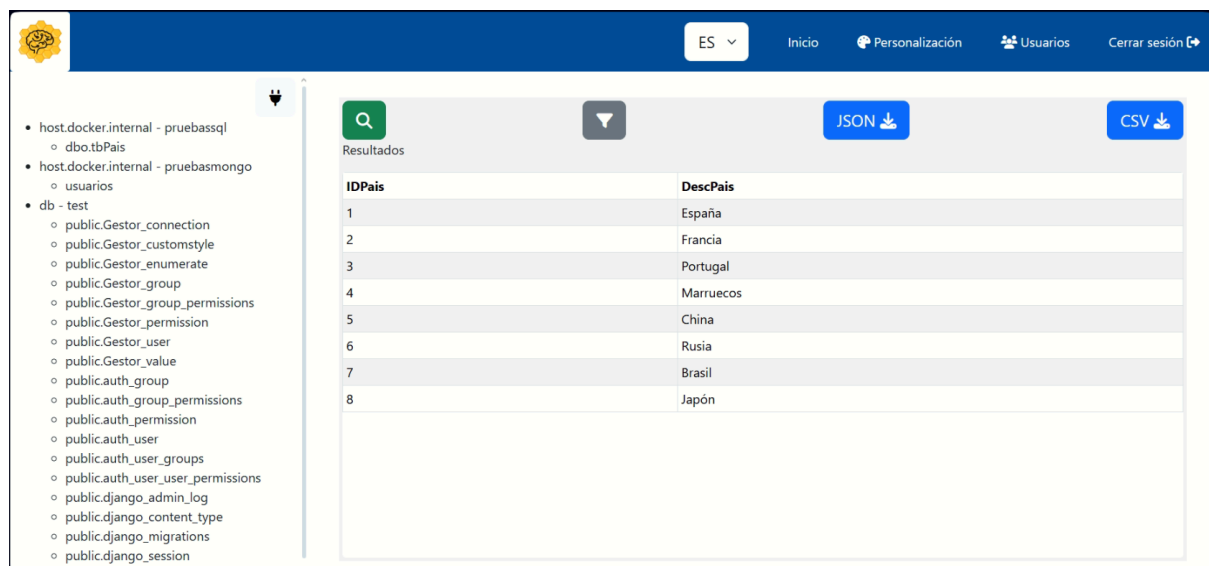 ES
Inicio
Personalización
Usuarios
Cerrar sesión
host.docker.internal - pruebassql
dbo.tbPais
host.docker.internal - pruebasmongo
usuarios
db - test
public.Gestor_connection
public.Gestor_customstyle
public.Gestor_enumerate
public.Gestor_group
public.Gestor_group_permissions
public.Gestor_permission
public.Gestor_user
public.Gestor_value
public.auth_group
public.auth_group_permissions
public.auth_permission
public.auth_user
public.auth_user_groups
public.auth_user_user_permissions
public.django_admin_log
public.django_content_type
public.django_migrations
public.django_session
JSON
CSV
Resultados
IDPais DescPais
1 España
2 Francia
3 Portugal
4 Marruecos
5 China
6 Rusia
7 Brasil
8 Japón